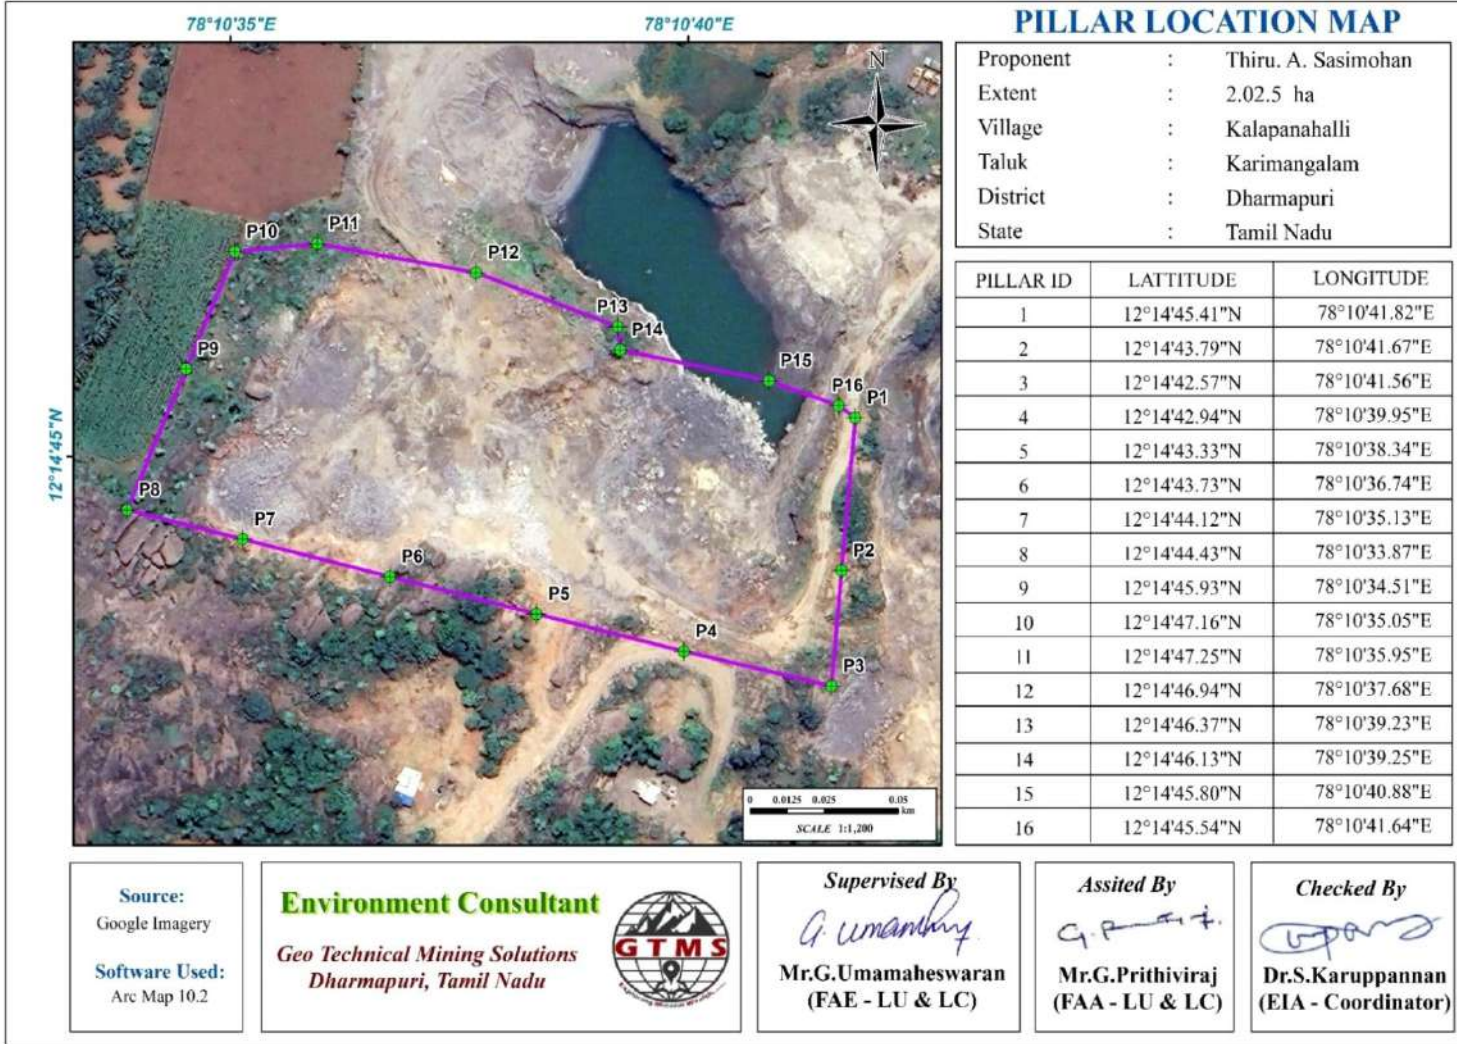 PILLAR LOCATION MAP
78°10'35"E
78°10'40"E
12°14'45"N
N
P10
P11
P12
P13
P14
P9
P15
P16
P1
P8
P7
P6
P2
P5
P4
P3
0 0.0125 0.025 0.05
km
SCALE 1:1,200
Proponent : Thiru. A. Sasimohan
Extent : 2.02.5 ha
Village : Kalapanahalli
Taluk : Karimangalam
District : Dharmapuri
State : Tamil Nadu
PILLAR ID LATTITUDE LONGITUDE
1 12°14'45.41"N 78°10'41.82"E
2 12°14'43.79"N 78°10'41.67"E
3 12°14'42.57"N 78°10'41.56"E
4 12°14'42.94"N 78°10'39.95"E
5 12°14'43.33"N 78°10'38.34"E
6 12°14'43.73"N 78°10'36.74"E
7 12°14'44.12"N 78°10'35.13"E
8 12°14'44.43"N 78°10'33.87"E
9 12°14'45.93"N 78°10'34.51"E
10 12°14'47.16"N 78°10'35.05"E
11 12°14'47.25"N 78°10'35.95"E
12 12°14'46.94"N 78°10'37.68"E
13 12°14'46.37"N 78°10'39.23"E
14 12°14'46.13"N 78°10'39.25"E
15 12°14'45.80"N 78°10'40.88"E
16 12°14'45.54"N 78°10'41.64"E
Source:
Google Imagery
Software Used:
Arc Map 10.2
Environment Consultant
Geo Technical Mining Solutions
Dharmapuri, Tamil Nadu
GTMS
Supervised By
Mr.G.Umamaheswaran
(FAE - LU & LC)
Assited By
Mr.G.Prithiviraj
(FAA - LU & LC)
Checked By
Dr.S.Karuppannan
(EIA - Coordinator)